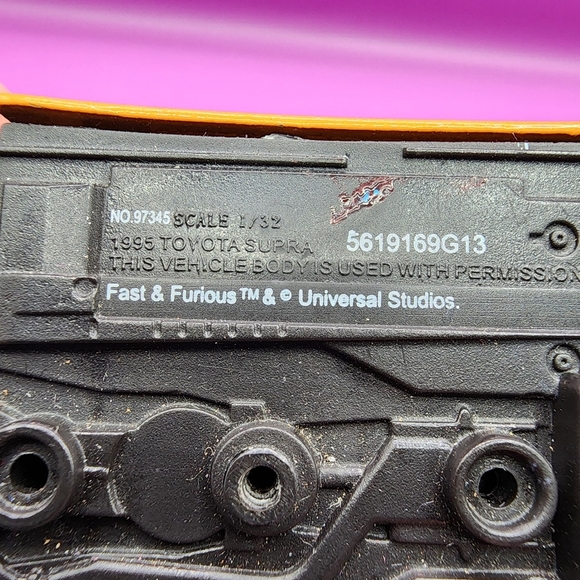 NO.97345 SCALE 1/32
1995 TOYOTA SUPRA 5619169G13
THIS VEHICLE BODY IS USED WITH PERMISSION
Fast & Furious™ & © Universal Studios.